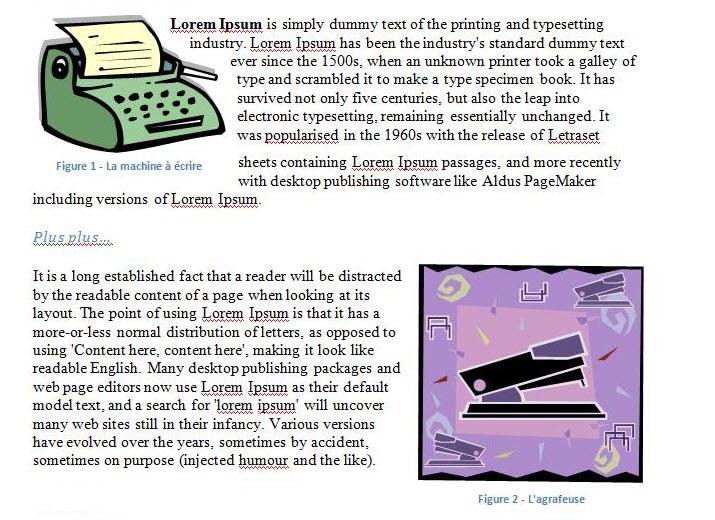 Lorem Ipsum is simply dummy text of the printing and typesetting
industry. Lorem Ipsum has been the industry's standard dummy text
ever since the 1500s, when an unknown printer took a galley of
type and scrambled it to make a type specimen book. It has
survived not only five centuries, but also the leap into
electronic typesetting, remaining essentially unchanged. It
was popularised in the 1960s with the release of Letraset
Figure 1 - La machine à écrire
sheets containing Lorem Ipsum passages, and more recently
with desktop publishing software like Aldus PageMaker
including versions of Lorem Ipsum.
Plus plus...
It is a long established fact that a reader will be distracted
by the readable content of a page when looking at its
layout. The point of using Lorem Ipsum is that it has a
more-or-less normal distribution of letters, as opposed to
using 'Content here, content here', making it look like
readable English. Many desktop publishing packages and
web page editors now use Lorem Ipsum as their default
model text, and a search for 'lorem ipsum' will uncover
many web sites still in their infancy. Various versions
have evolved over the years, sometimes by accident,
sometimes on purpose (injected humour and the like).
Figure 2 - L'agrafeuse